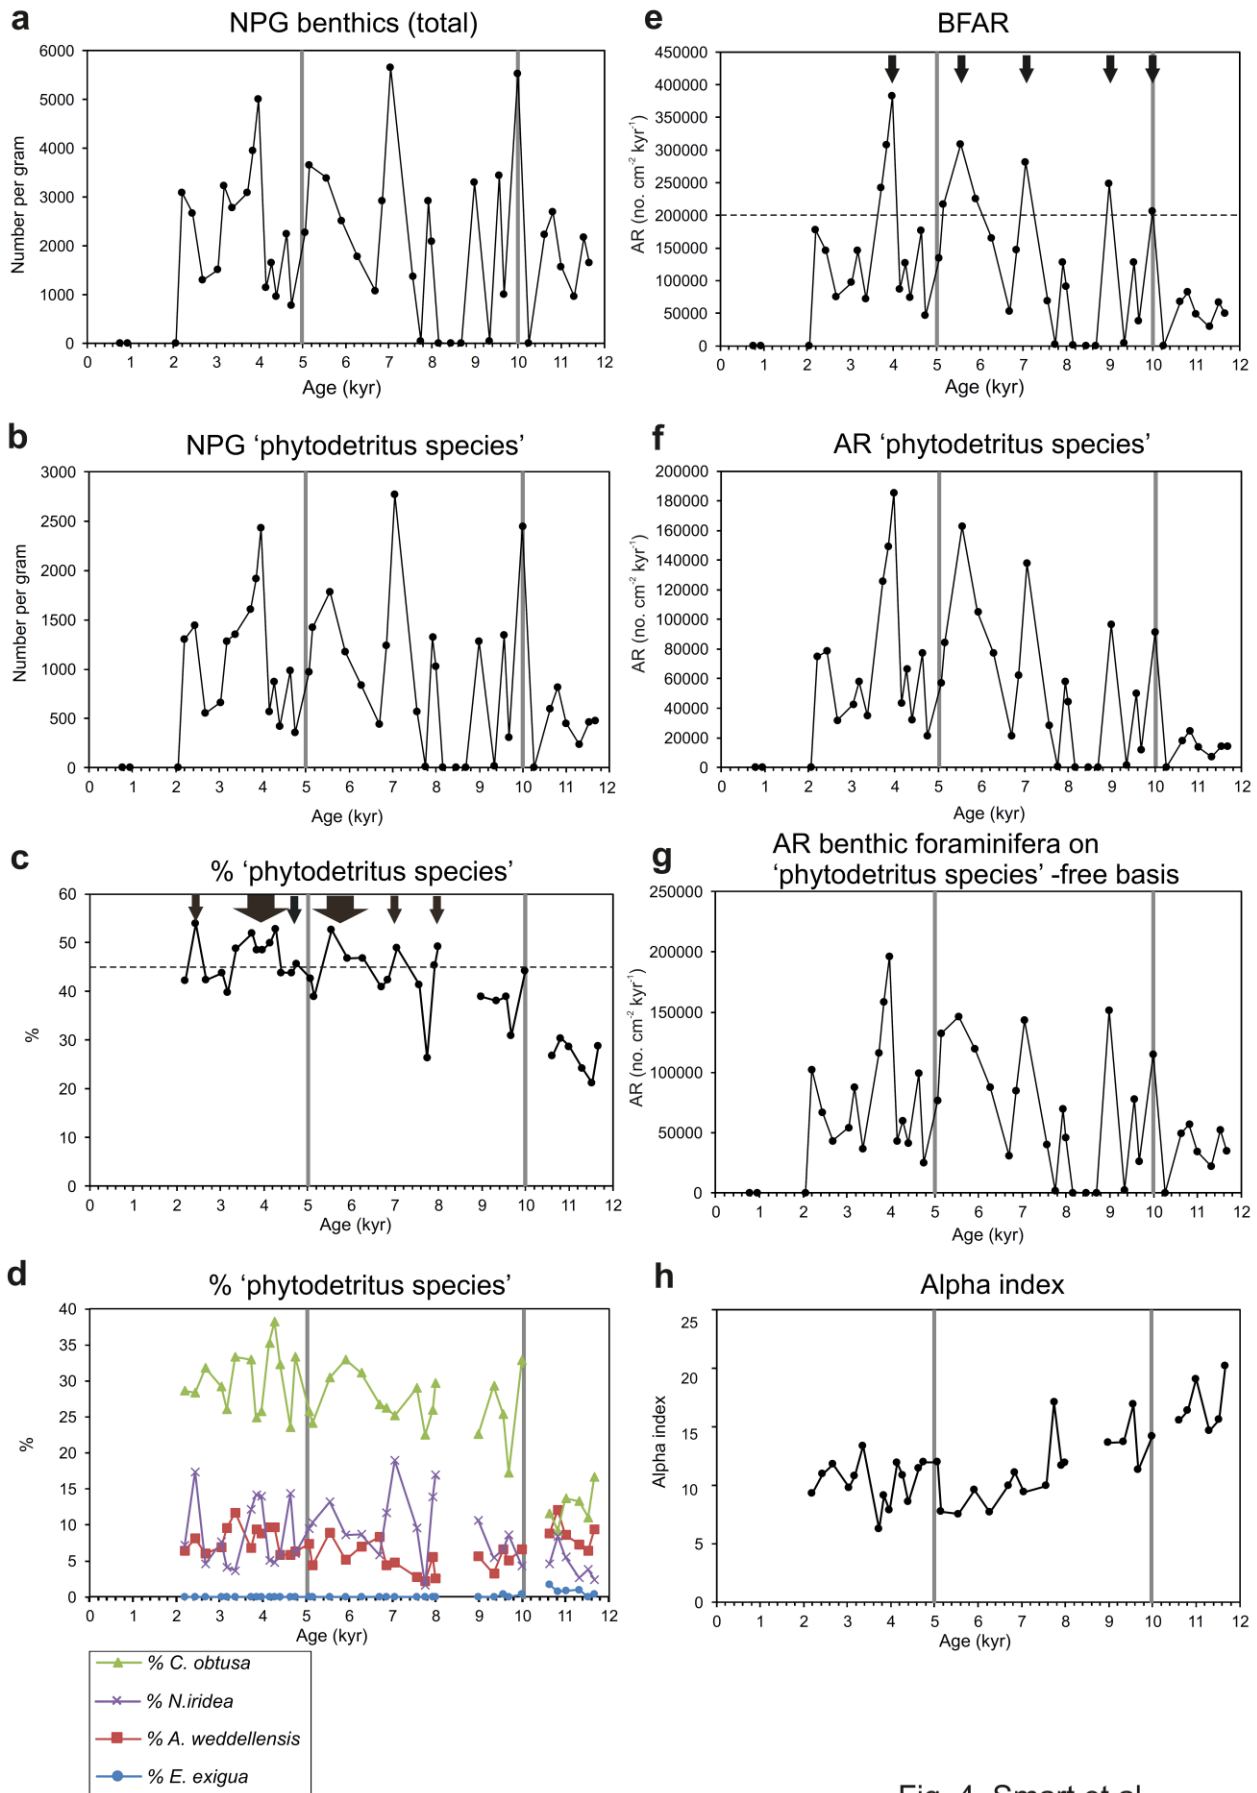 a
NPG benthics (total)
6000
5000
4000
3000
2000
1000
0
Number per gram
0 1 2 3 4 5 6 7 8 9 10 11 12
Age (kyr)
e
BFAR
450000
400000
350000
300000
250000
200000
150000
100000
50000
0
AR (no. cm⁻² kyr⁻¹)
0 1 2 3 4 5 6 7 8 9 10 11 12
Age (kyr)
b
NPG ‘phytodetritus species’
3000
2500
2000
1500
1000
500
0
Number per gram
0 1 2 3 4 5 6 7 8 9 10 11 12
Age (kyr)
f
AR ‘phytodetritus species’
200000
180000
160000
140000
120000
100000
80000
60000
40000
20000
0
AR (no. cm⁻² kyr⁻¹)
0 1 2 3 4 5 6 7 8 9 10 11 12
Age (kyr)
c
% ‘phytodetritus species’
60
50
40
30
20
10
0
%
0 1 2 3 4 5 6 7 8 9 10 11 12
Age (kyr)
g
AR benthic foraminifera on
‘phytodetritus species’ -free basis
250000
200000
150000
100000
50000
0
AR (no. cm⁻² kyr⁻¹)
0 1 2 3 4 5 6 7 8 9 10 11 12
Age (kyr)
d
% ‘phytodetritus species’
40
35
30
25
20
15
10
5
0
%
0 1 2 3 4 5 6 7 8 9 10 11 12
Age (kyr)
% C. obtusa
% N.iridea
% A. weddellensis
% E. exigua
h
Alpha index
25
20
15
10
5
0
Alpha index
0 1 2 3 4 5 6 7 8 9 10 11 12
Age (kyr)
Fig. 4 Smart et al